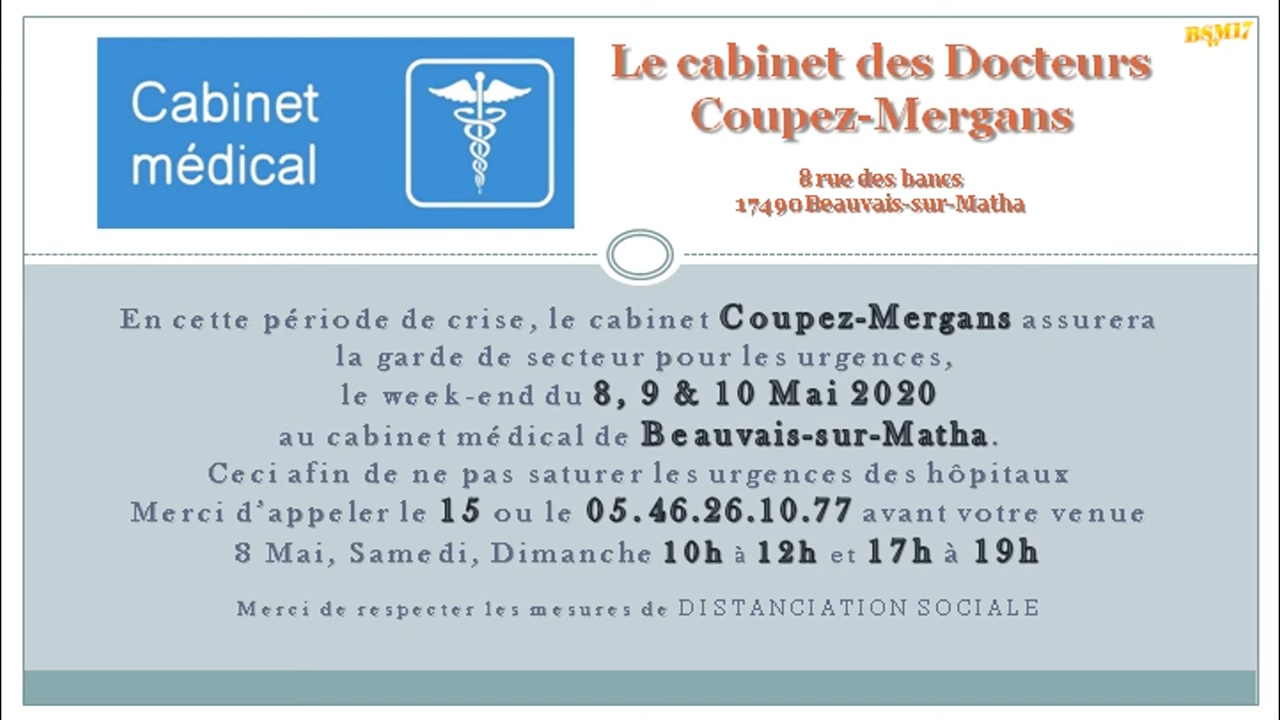 BSM17
TV
Cabinet
médical
Le cabinet des Docteurs
Coupez-Mergans
8 rue des bancs
17490 Beauvais-sur-Matha
En cette période de crise, le cabinet Coupez-Mergans assurera
la garde de secteur pour les urgences,
le week-end du 8, 9 & 10 Mai 2020
au cabinet médical de Beauvais-sur-Matha.
Ceci afin de ne pas saturer les urgences des hôpitaux
Merci d'appeler le 15 ou le 05.46.26.10.77 avant votre venue
8 Mai, Samedi, Dimanche 10h à 12h et 17h à 19h
Merci de respecter les mesures de DISTANCIATION SOCIALE